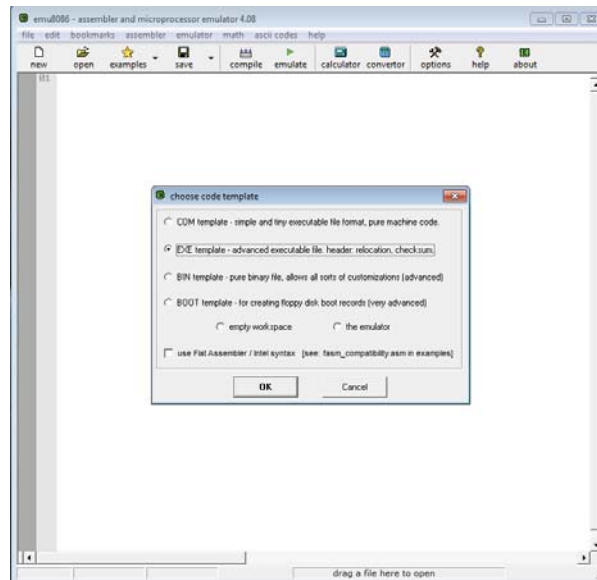 emu8086 - assembler and microprocessor emulator 4.08
file edit bookmarks assembler emulator math ascii codes help
new open examples save compile emulate calculator convertor options help about
01
choose code template
COM template - simple and tiny executable file format, pure machine code.
EXE template - advanced executable file. header: relocation, checksum.
BIN template - pure binary file, allows all sorts of customizations (advanced)
BOOT template - for creating floppy disk boot records (very advanced)
empty workspace the emulator
use Flat Assembler / Intel syntax [see: fasm_compatibility.asm in examples]
OK Cancel
drag a file here to open